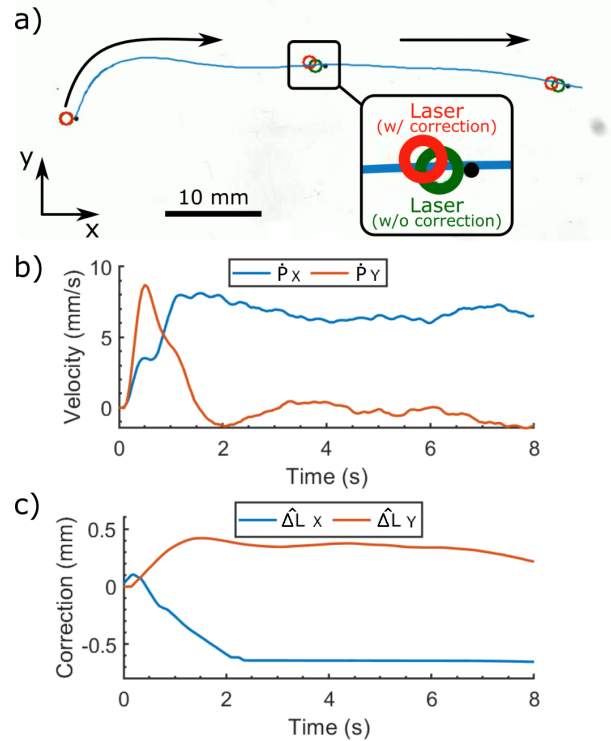 a)
Laser
(w/ correction)
Laser
(w/o correction)
y
x
10 mm
b)
Ṗ X Ṗ Y
Velocity (mm/s)
10
0
0 2 4 6 8
Time (s)
c)
Δ̂L X Δ̂L Y
Correction (mm)
0.5
0
-0.5
0 2 4 6 8
Time (s)